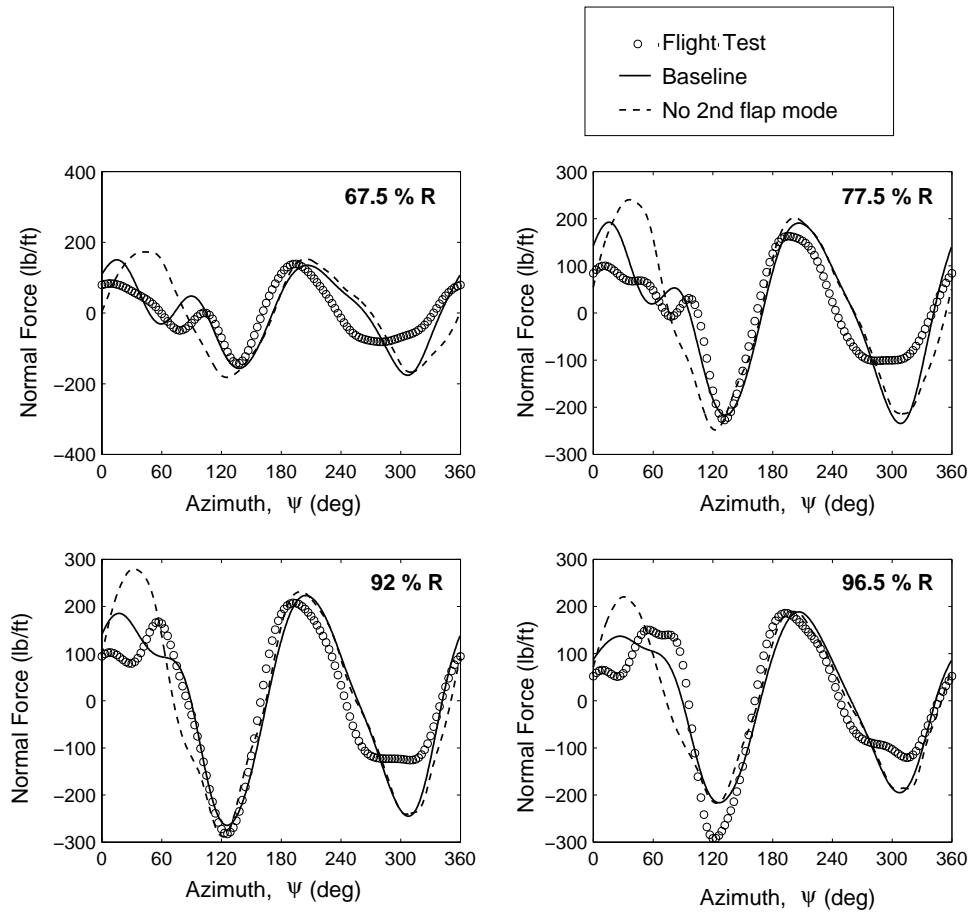 Flight Test
Baseline
No 2nd flap mode
67.5 % R
Normal Force (lb/ft)
400
200
0
−200
−400
0 60 120 180 240 300 360
Azimuth, ψ (deg)
77.5 % R
Normal Force (lb/ft)
300
200
100
0
−100
−200
−300
0 60 120 180 240 300 360
Azimuth, ψ (deg)
92 % R
Normal Force (lb/ft)
300
200
100
0
−100
−200
−300
0 60 120 180 240 300 360
Azimuth, ψ (deg)
96.5 % R
Normal Force (lb/ft)
300
200
100
0
−100
−200
−300
0 60 120 180 240 300 360
Azimuth, ψ (deg)